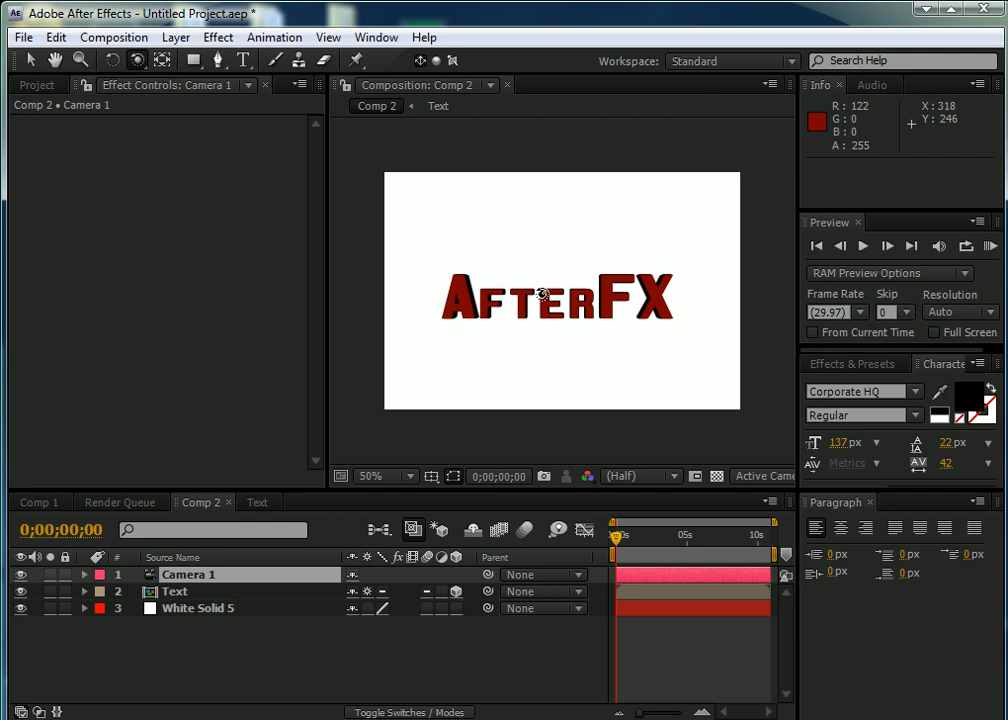 Adobe After Effects - Untitled Project.aep *
File Edit Composition Layer Effect Animation View Window Help
Workspace: Standard Search Help
Project Effect Controls: Camera 1 Composition: Comp 2 Info Audio
Comp 2 • Camera 1
Comp 2 Text
R : 122 X : 318
G : 0 Y : 246
B : 0
A : 255
AFTERFX
Preview
RAM Preview Options
Frame Rate Skip Resolution
(29.97) 0 Auto
From Current Time Full Screen
Effects & Presets Characte
Corporate HQ
Regular
137 px 22 px
Metrics 42
50% 0;00;00;00 (Half) Active Came
Comp 1 Render Queue Comp 2 Text
Paragraph
0;00;00;00
05s 10s
# Source Name fx Parent
1 Camera 1 None
2 Text None
3 White Solid 5 None
0 px 0 px 0 px
0 px 0 px
Toggle Switches / Modes